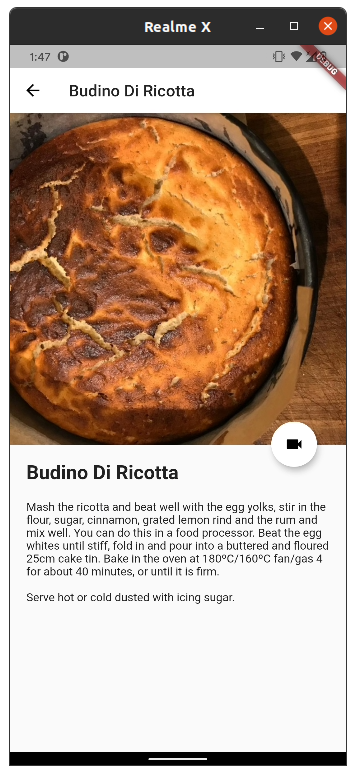 Realme X
1:47
DEBUG
Budino Di Ricotta
Budino Di Ricotta
Mash the ricotta and beat well with the egg yolks, stir in the
flour, sugar, cinnamon, grated lemon rind and the rum and
mix well. You can do this in a food processor. Beat the egg
whites until stiff, fold in and pour into a buttered and floured
25cm cake tin. Bake in the oven at 180ºC/160ºC fan/gas 4
for about 40 minutes, or until it is firm.
Serve hot or cold dusted with icing sugar.